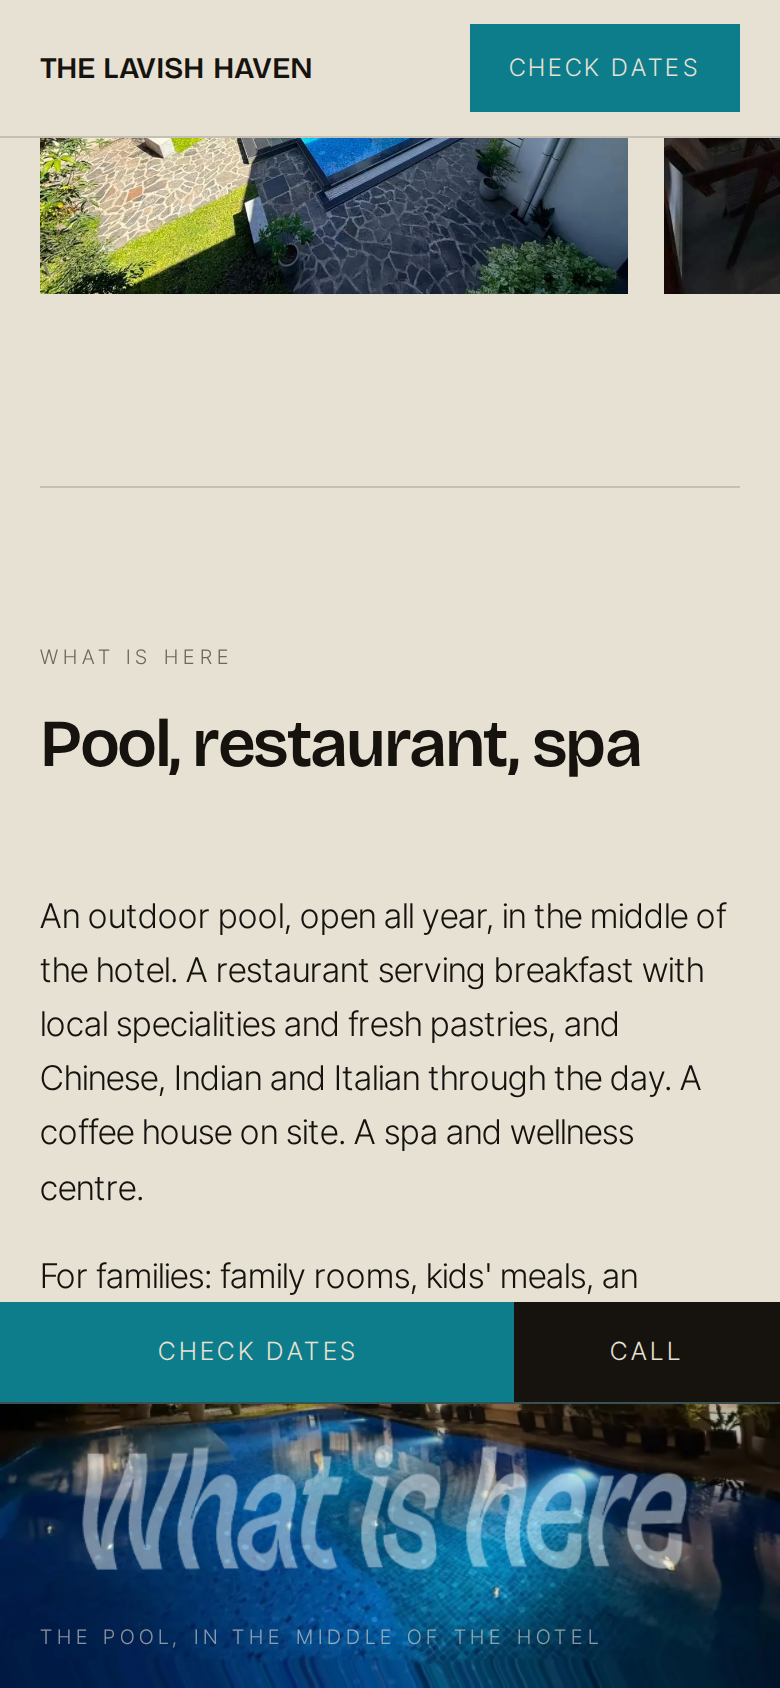 THE LAVISH HAVEN
CHECK DATES
WHAT IS HERE
Pool, restaurant, spa
An outdoor pool, open all year, in the middle of
the hotel. A restaurant serving breakfast with
local specialities and fresh pastries, and
Chinese, Indian and Italian through the day. A
coffee house on site. A spa and wellness
centre.
For families: family rooms, kids' meals, an
CHECK DATES
CALL
What is here
THE POOL, IN THE MIDDLE OF THE HOTEL